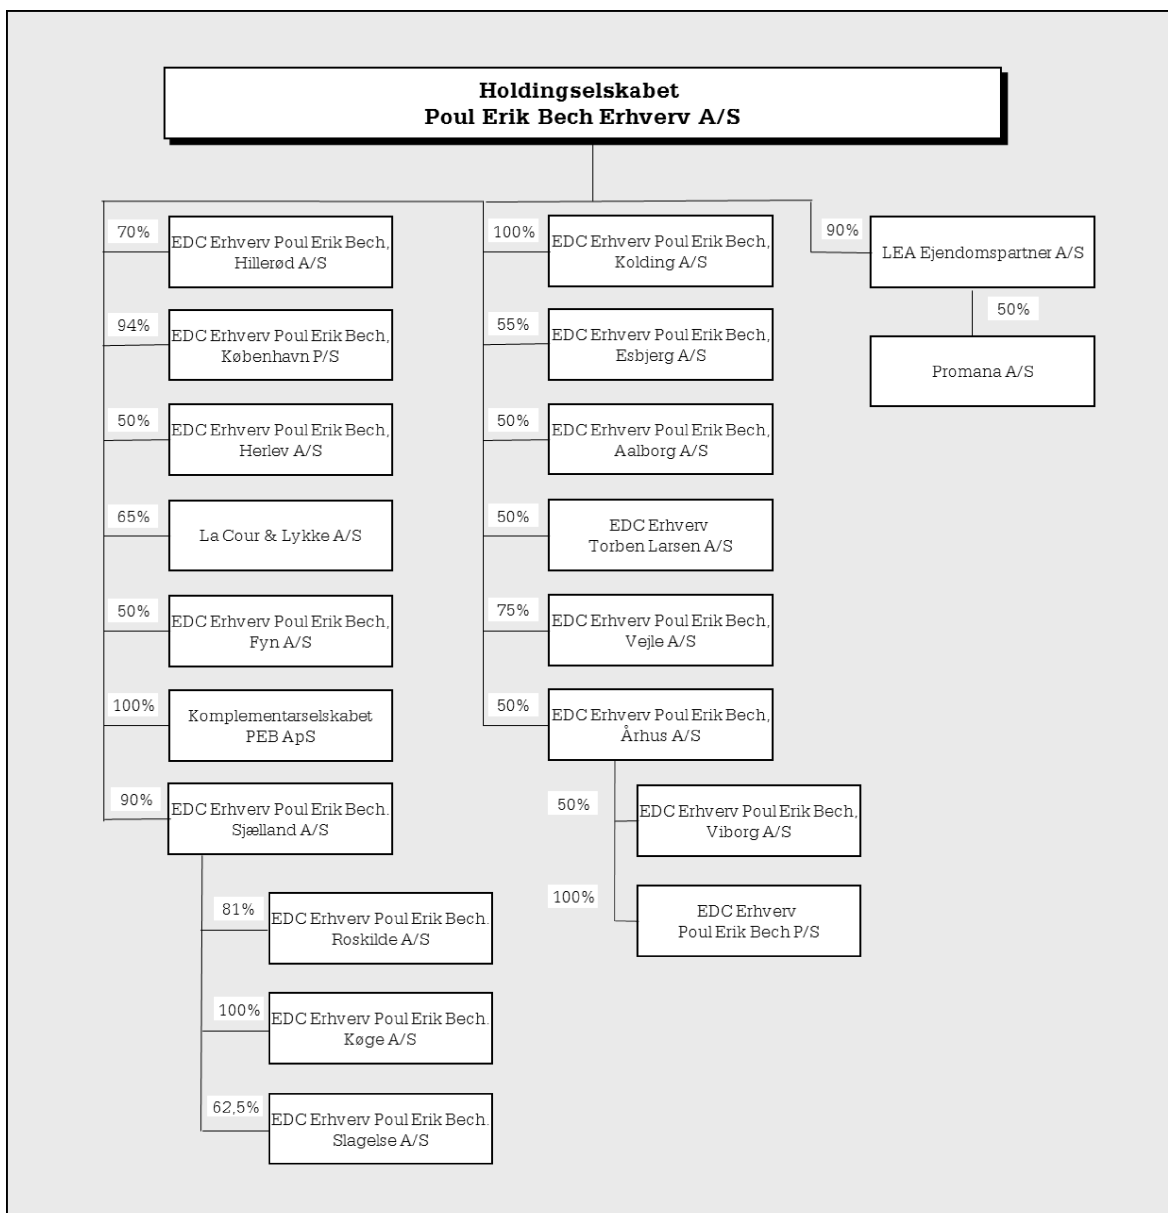 Holdingselskabet
Poul Erik Bech Erhverv A/S
70%
EDC Erhverv Poul Erik Bech,
Hillerød A/S
94%
EDC Erhverv Poul Erik Bech,
København P/S
50%
EDC Erhverv Poul Erik Bech,
Herlev A/S
65%
La Cour & Lykke A/S
50%
EDC Erhverv Poul Erik Bech,
Fyn A/S
100%
Komplementarselskabet
PEB ApS
90%
EDC Erhverv Poul Erik Bech.
Sjælland A/S
81%
EDC Erhverv Poul Erik Bech.
Roskilde A/S
100%
EDC Erhverv Poul Erik Bech.
Køge A/S
62,5%
EDC Erhverv Poul Erik Bech.
Slagelse A/S
100%
EDC Erhverv Poul Erik Bech,
Kolding A/S
55%
EDC Erhverv Poul Erik Bech,
Esbjerg A/S
50%
EDC Erhverv Poul Erik Bech,
Aalborg A/S
50%
EDC Erhverv
Torben Larsen A/S
75%
EDC Erhverv Poul Erik Bech,
Vejle A/S
50%
EDC Erhverv Poul Erik Bech,
Århus A/S
50%
EDC Erhverv Poul Erik Bech,
Viborg A/S
100%
EDC Erhverv
Poul Erik Bech P/S
90%
LEA Ejendomspartner A/S
50%
Promana A/S